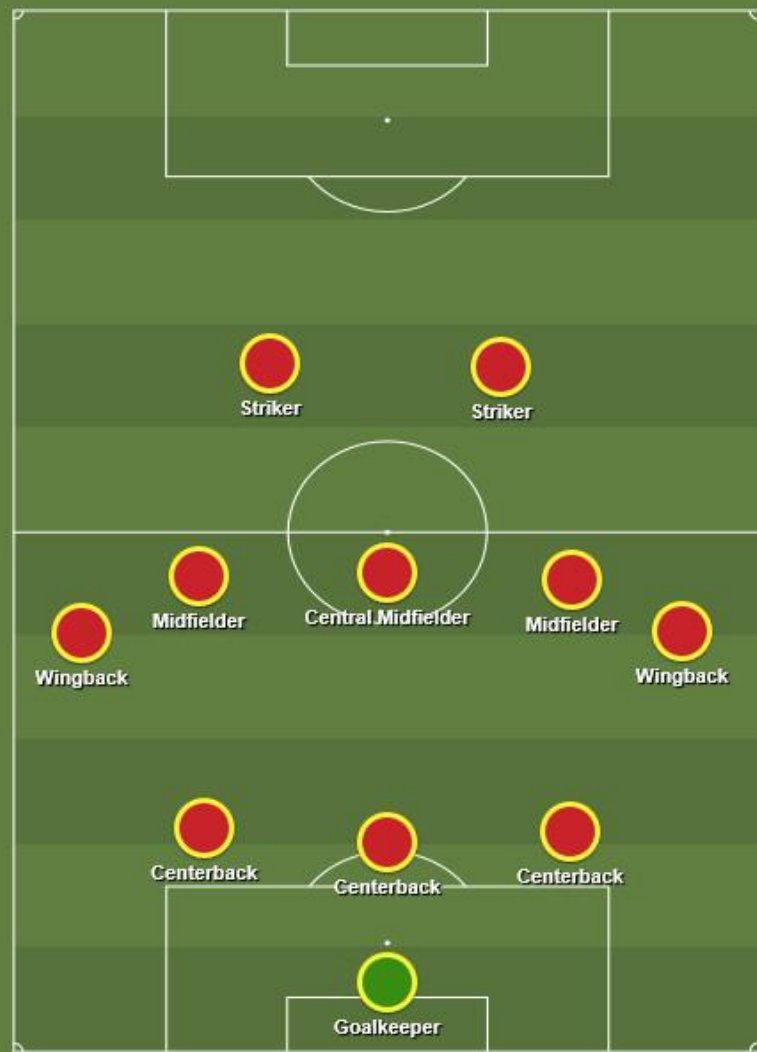 Striker
Striker
Midfielder
Central Midfielder
Midfielder
Wingback
Wingback
Centerback
Centerback
Centerback
Goalkeeper